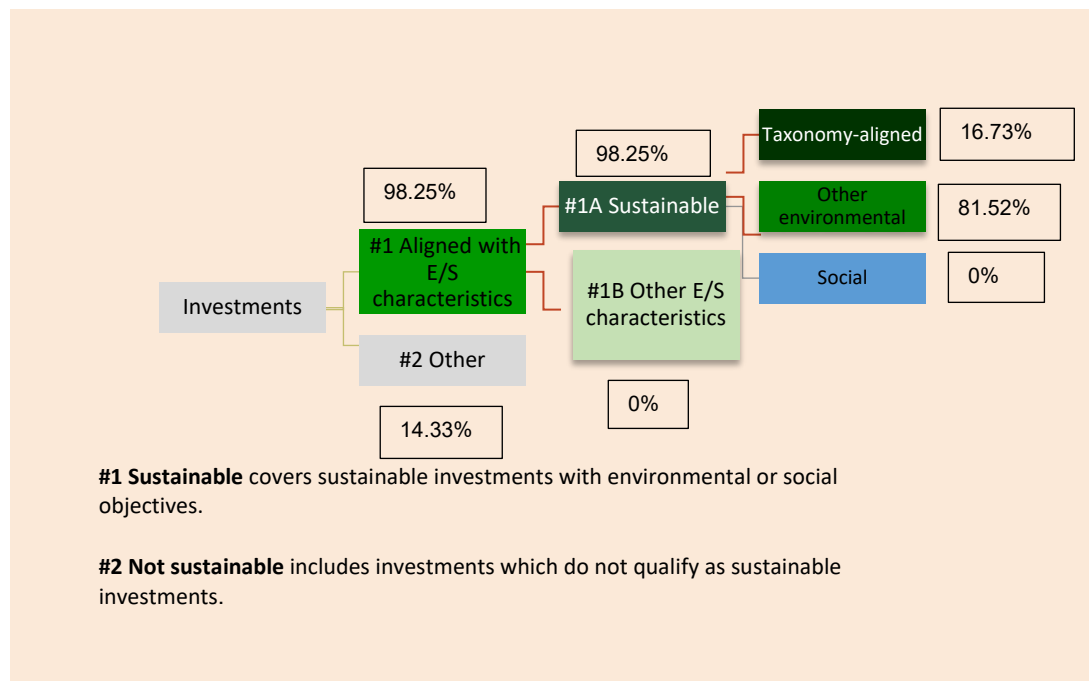 Taxonomy-aligned
16.73%
98.25%
98.25%
#1A Sustainable
Other
environmental
81.52%
#1 Aligned with
E/S
characteristics
Social
0%
#1B Other E/S
characteristics
Investments
#2 Other
0%
14.33%
#1 Sustainable covers sustainable investments with environmental or social
objectives.
#2 Not sustainable includes investments which do not qualify as sustainable
investments.